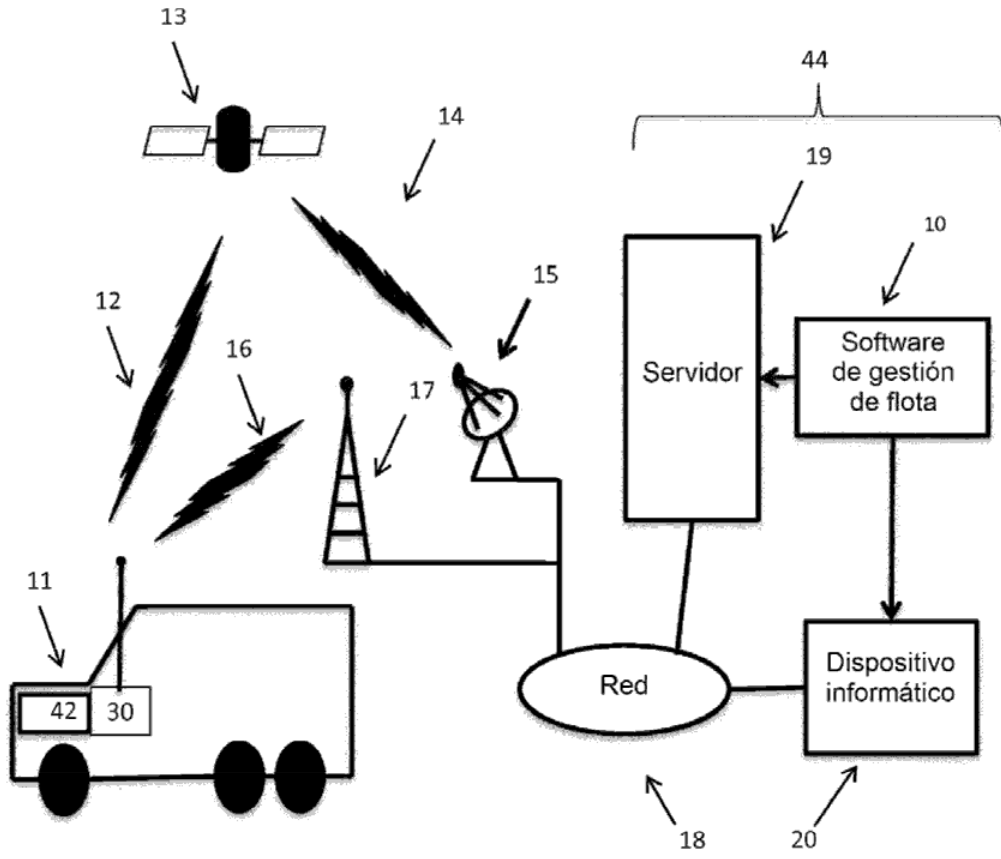 13
44
14
19
10
12
15
16
17
Servidor
Software
de gestión
de flota
11
42
30
Red
Dispositivo
informático
18
20